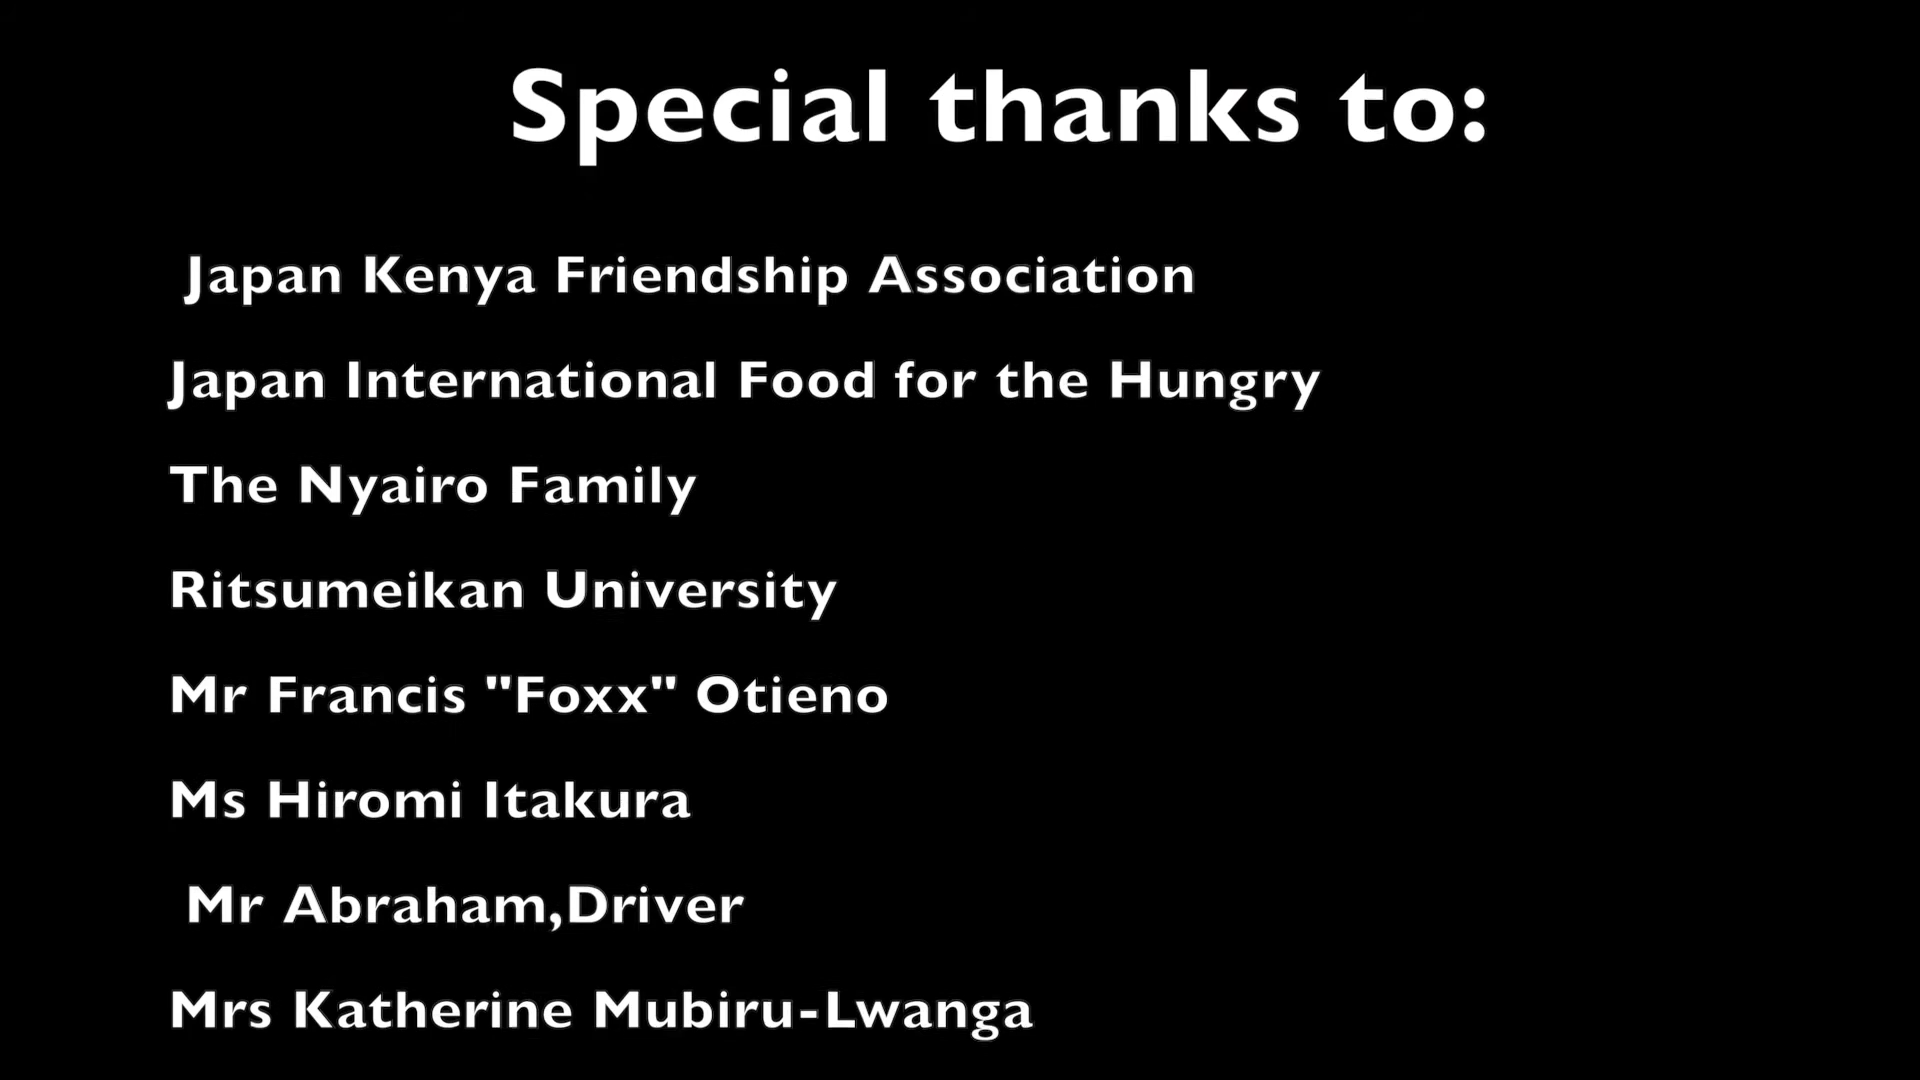 Special thanks to:
Japan Kenya Friendship Association
Japan International Food for the Hungry
The Nyairo Family
Ritsumeikan University
Mr Francis "Foxx" Otieno
Ms Hiromi Itakura
Mr Abraham,Driver
Mrs Katherine Mubiru-Lwanga